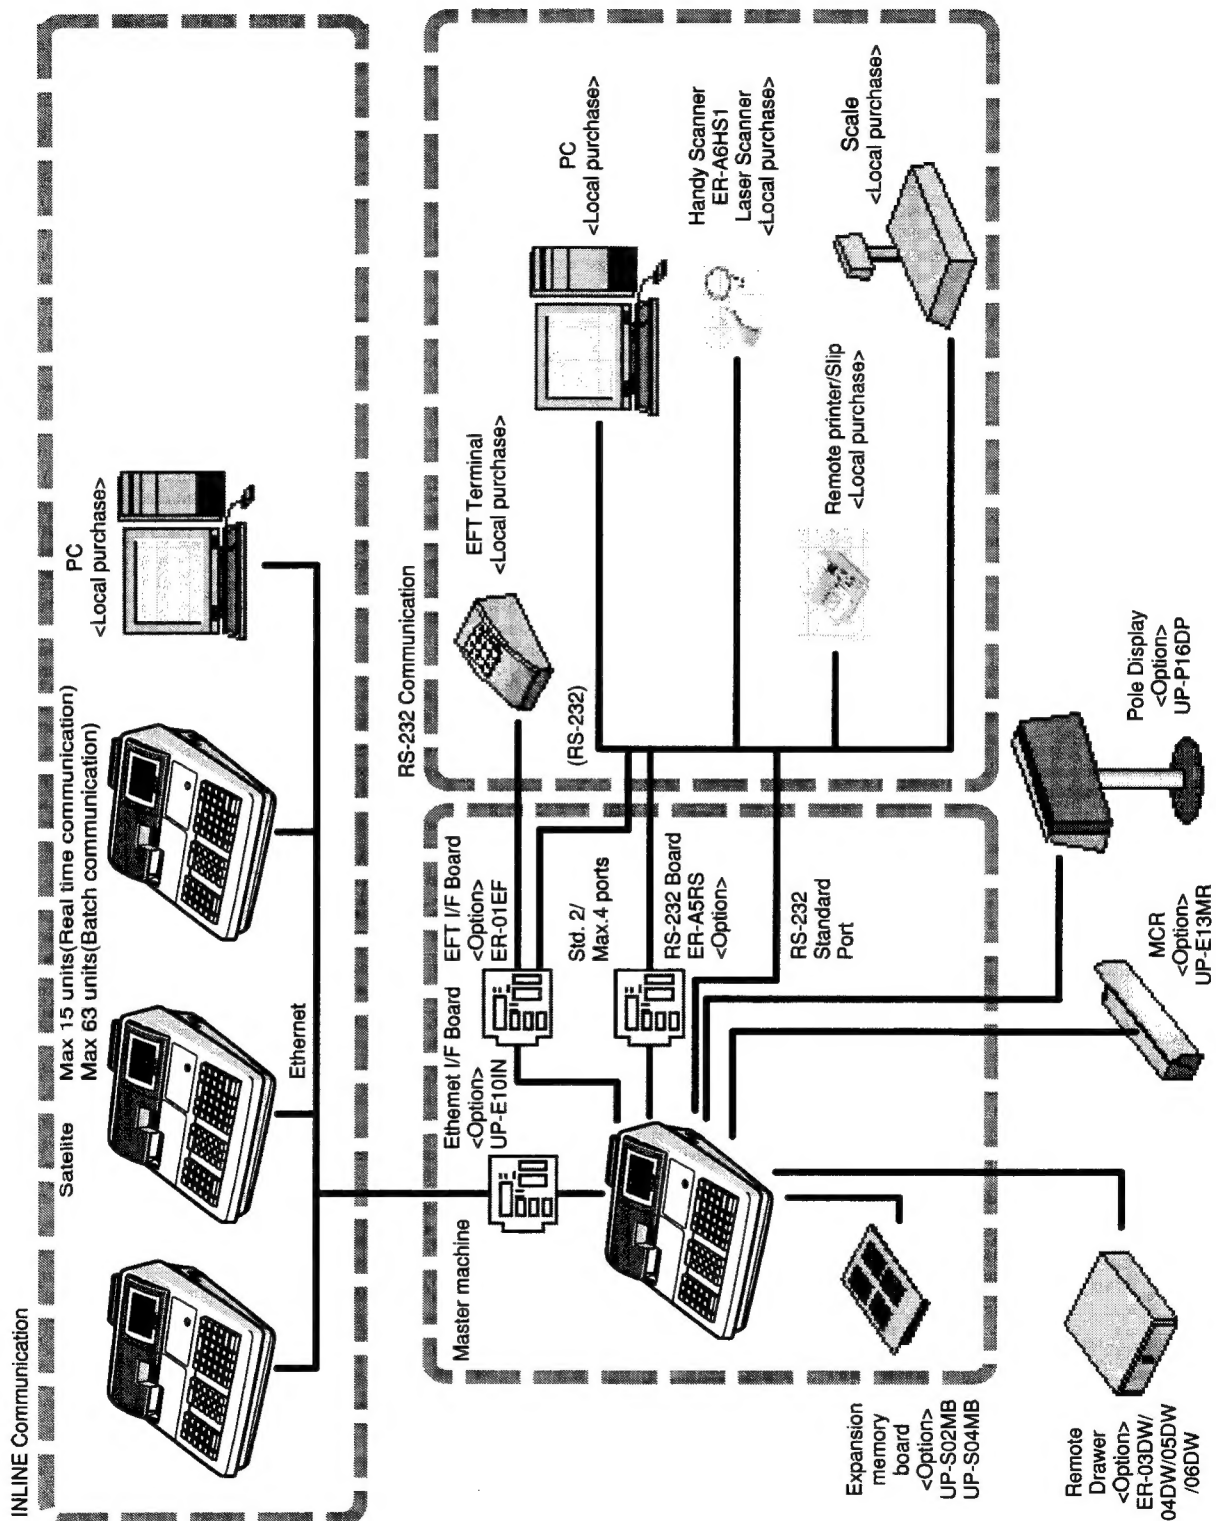 INLINE Communication
Satelite
Max 15 units(Real time communication)
Max 63 units(Batch communication)
PC
<Local purchase>
Ethernet
RS-232 Communication
EFT Terminal
<Local purchase>
PC
<Local purchase>
(RS-232)
Handy Scanner
ER-A6HS1
Laser Scanner
<Local purchase>
Remote printer/Slip
<Local purchase>
Scale
<Local purchase>
Master machine
Ethernet I/F Board
<Option>
UP-E10IN
EFT I/F Board
<Option>
ER-01EF
Std. 2/
Max.4 ports
RS-232 Board
ER-A5RS
<Option>
RS-232
Standard
Port
Expansion
memory
board
<Option>
UP-S02MB
UP-S04MB
Remote
Drawer
<Option>
ER-03DW/
04DW/05DW
/06DW
MCR
<Option>
UP-E13MR
Pole Display
<Option>
UP-P16DP